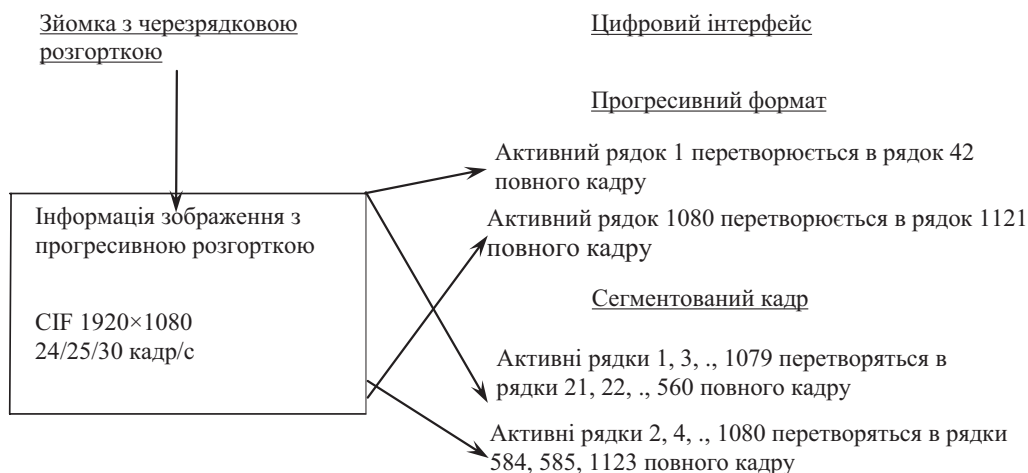 Зйомка з черезрядковою
розгорткою
Інформація зображення з
прогресивною розгорткою
CIF 1920×1080
24/25/30 кадр/с
Цифровий інтерфейс
Прогресивний формат
Активний рядок 1 перетворюється в рядок 42
повного кадру
Активний рядок 1080 перетворюється в рядок 1121
повного кадру
Сегментований кадр
Активні рядки 1, 3, ., 1079 перетворяться в
рядки 21, 22, ., 560 повного кадру
Активні рядки 2, 4, ., 1080 перетворяться в рядки
584, 585, 1123 повного кадру